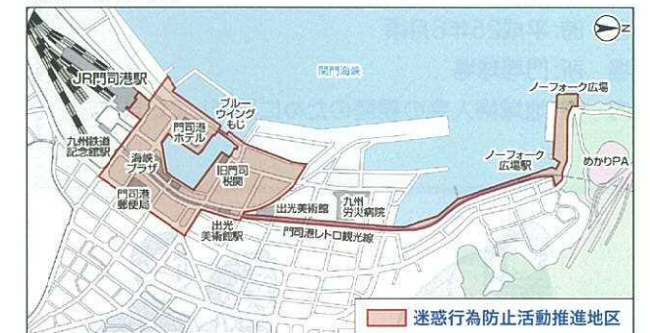 N
関門海峡
JR門司港駅
ノーフォーク広場
ブルー
ウイング
もじ
門司港
ホテル
九州鉄道
記念館駅
海峡
プラザ
旧門司
税関
ノーフォーク
広場駅
めかりPA
門司港
郵便局
出光美術館
九州
労災病院
出光
美術館駅
門司港レトロ観光線
迷惑行為防止活動推進地区